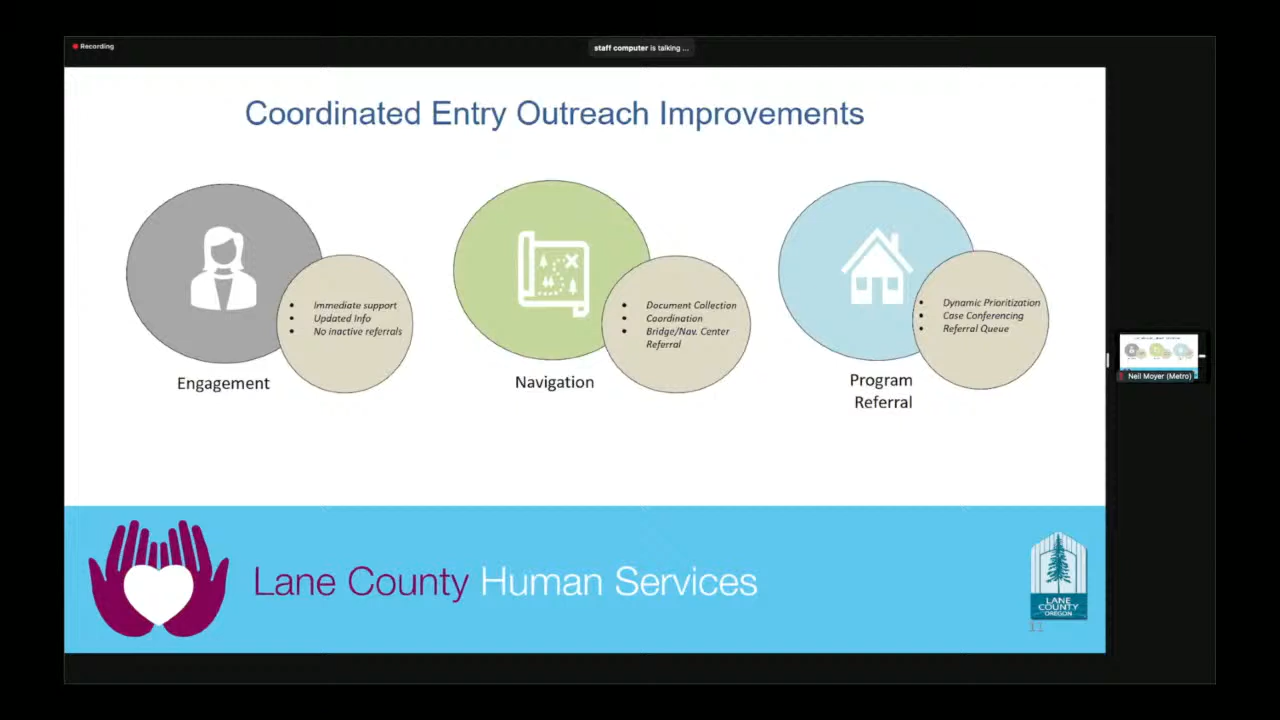 Recording
staff computer is talking ...
Coordinated Entry Outreach Improvements
• Immediate support
• Updated Info
• No inactive referrals
Engagement
• Document Collection
• Coordination
• Bridge/Nav. Center
Referral
Navigation
• Dynamic Prioritization
• Case Conferencing
• Referral Queue
Program
Referral
Neil Moyer (Metro)
Lane County Human Services
LANE
COUNTY
OREGON
11